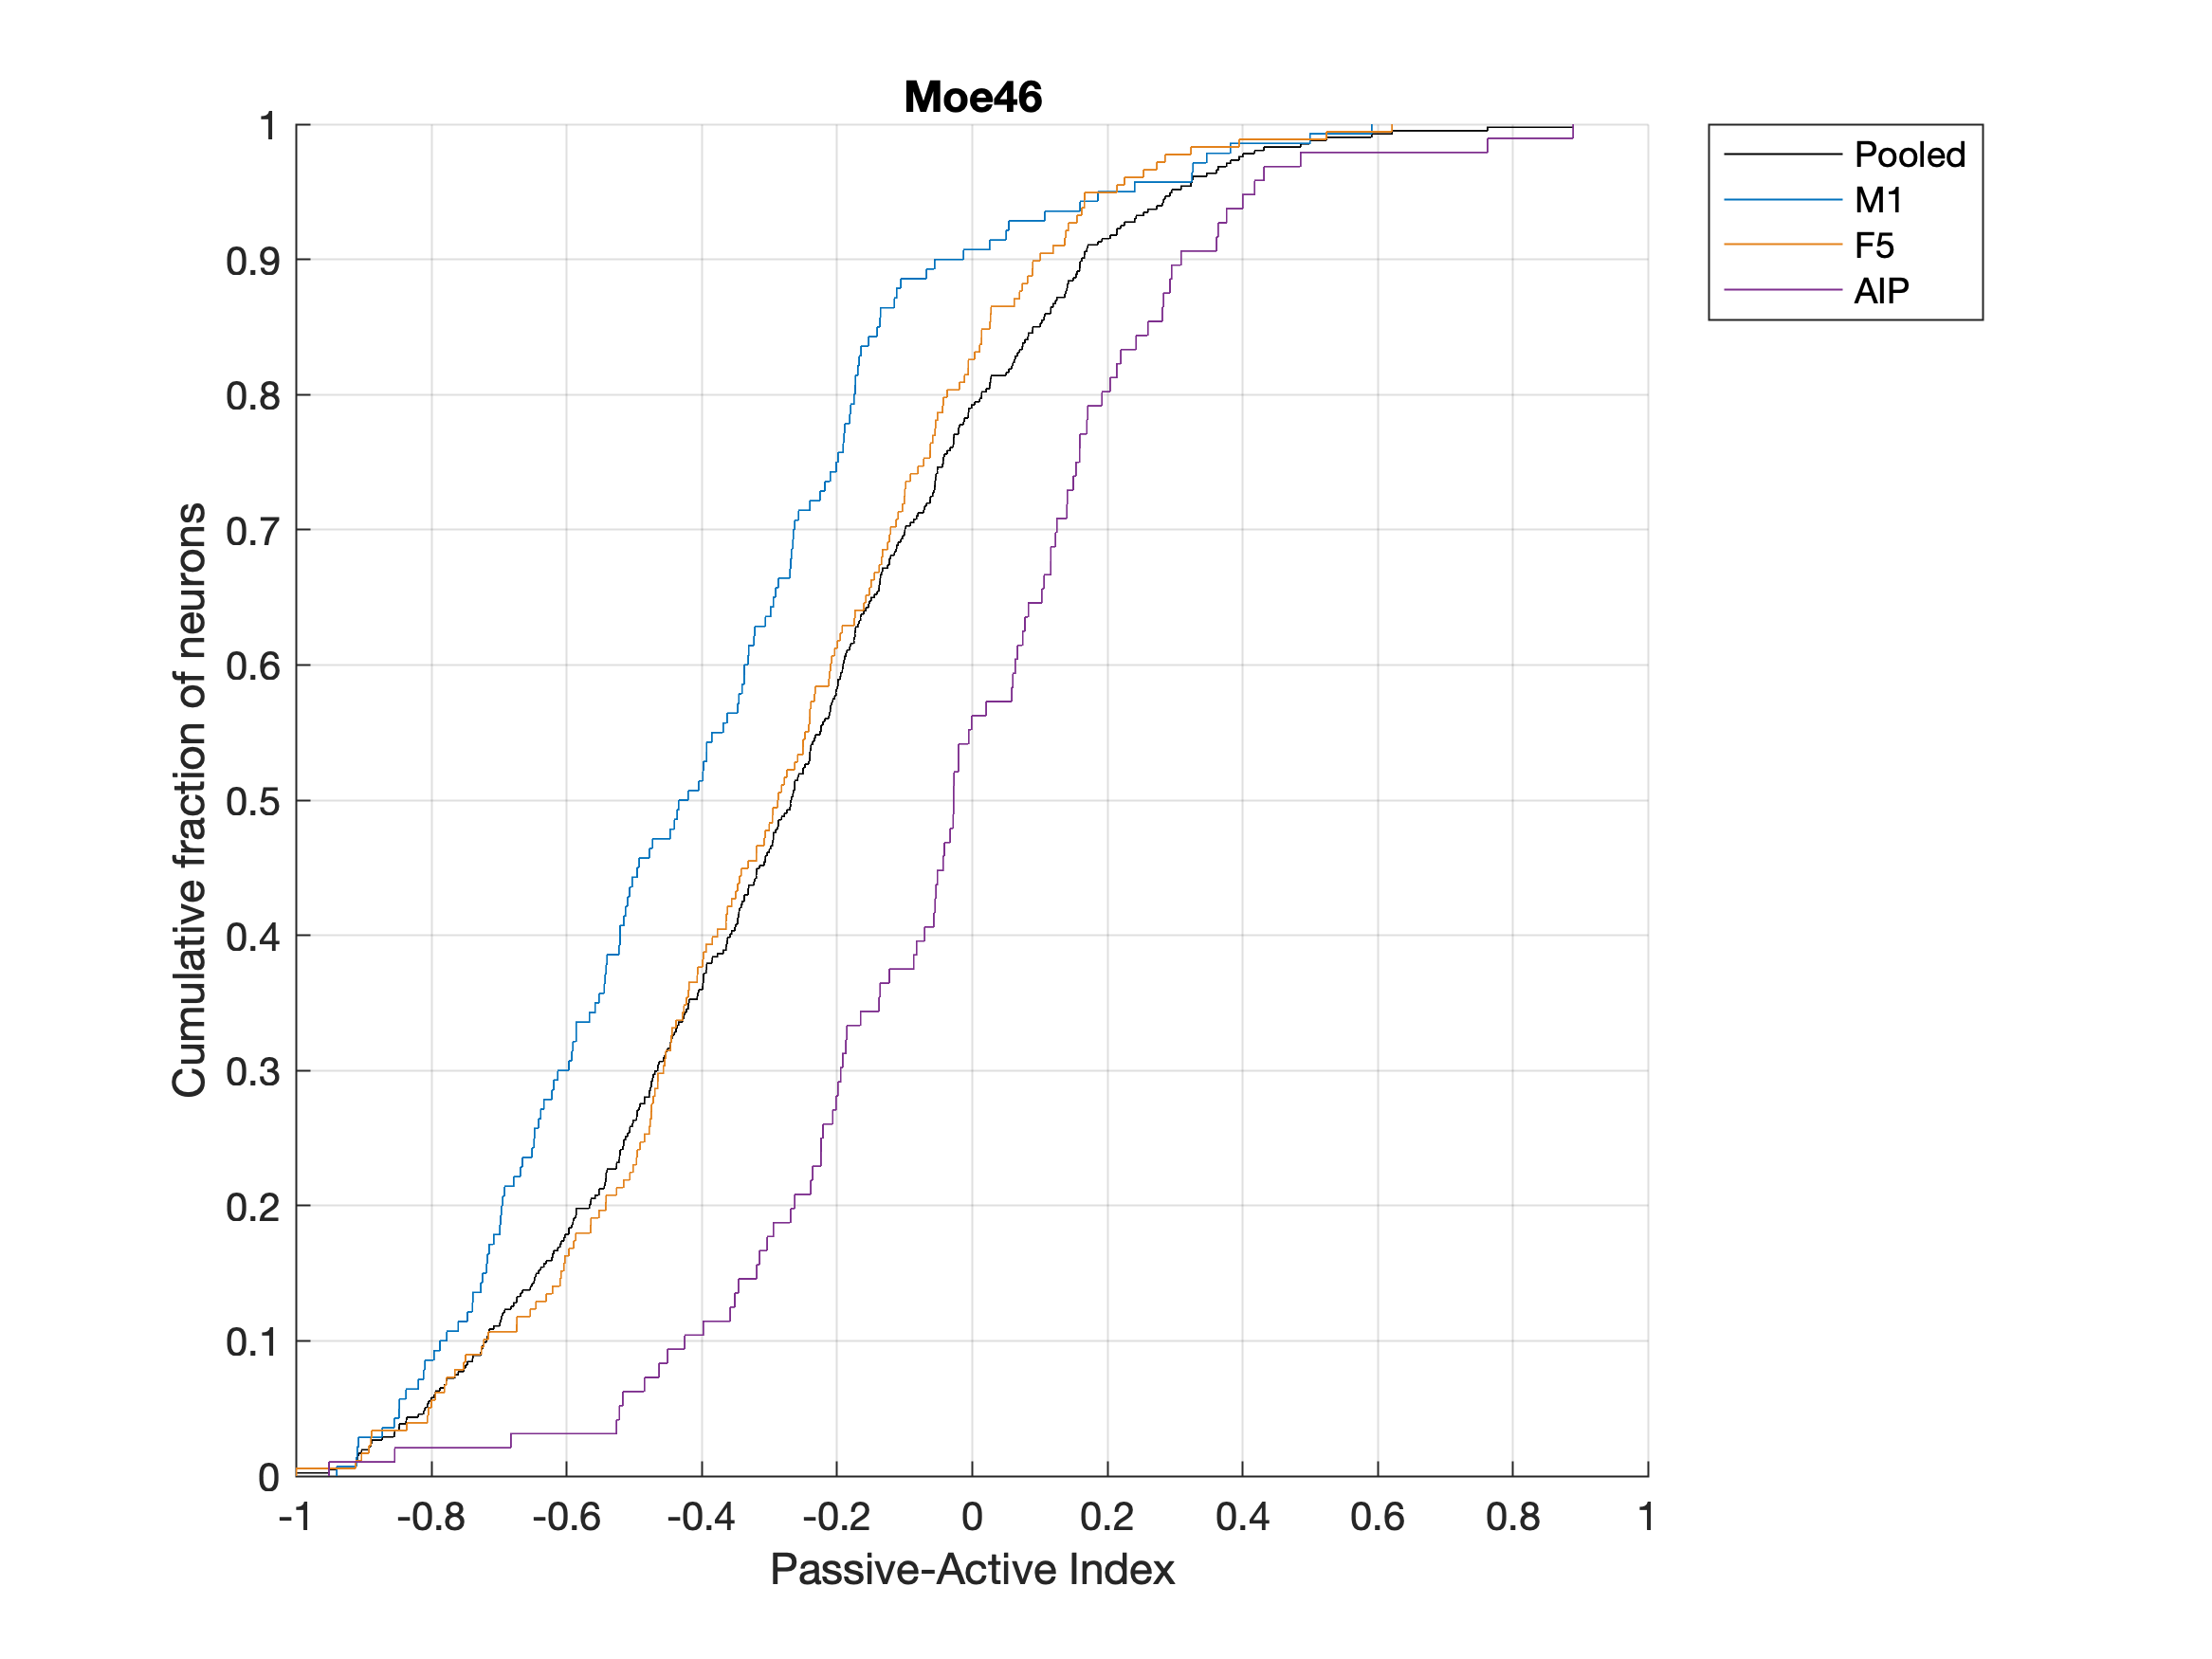 Moe46
1
0.9
0.8
0.7
0.6
0.5
0.4
0.3
0.2
0.1
0
Cumulative fraction of neurons
-1 -0.8 -0.6 -0.4 -0.2 0 0.2 0.4 0.6 0.8 1
Passive-Active Index
Pooled
M1
F5
AIP